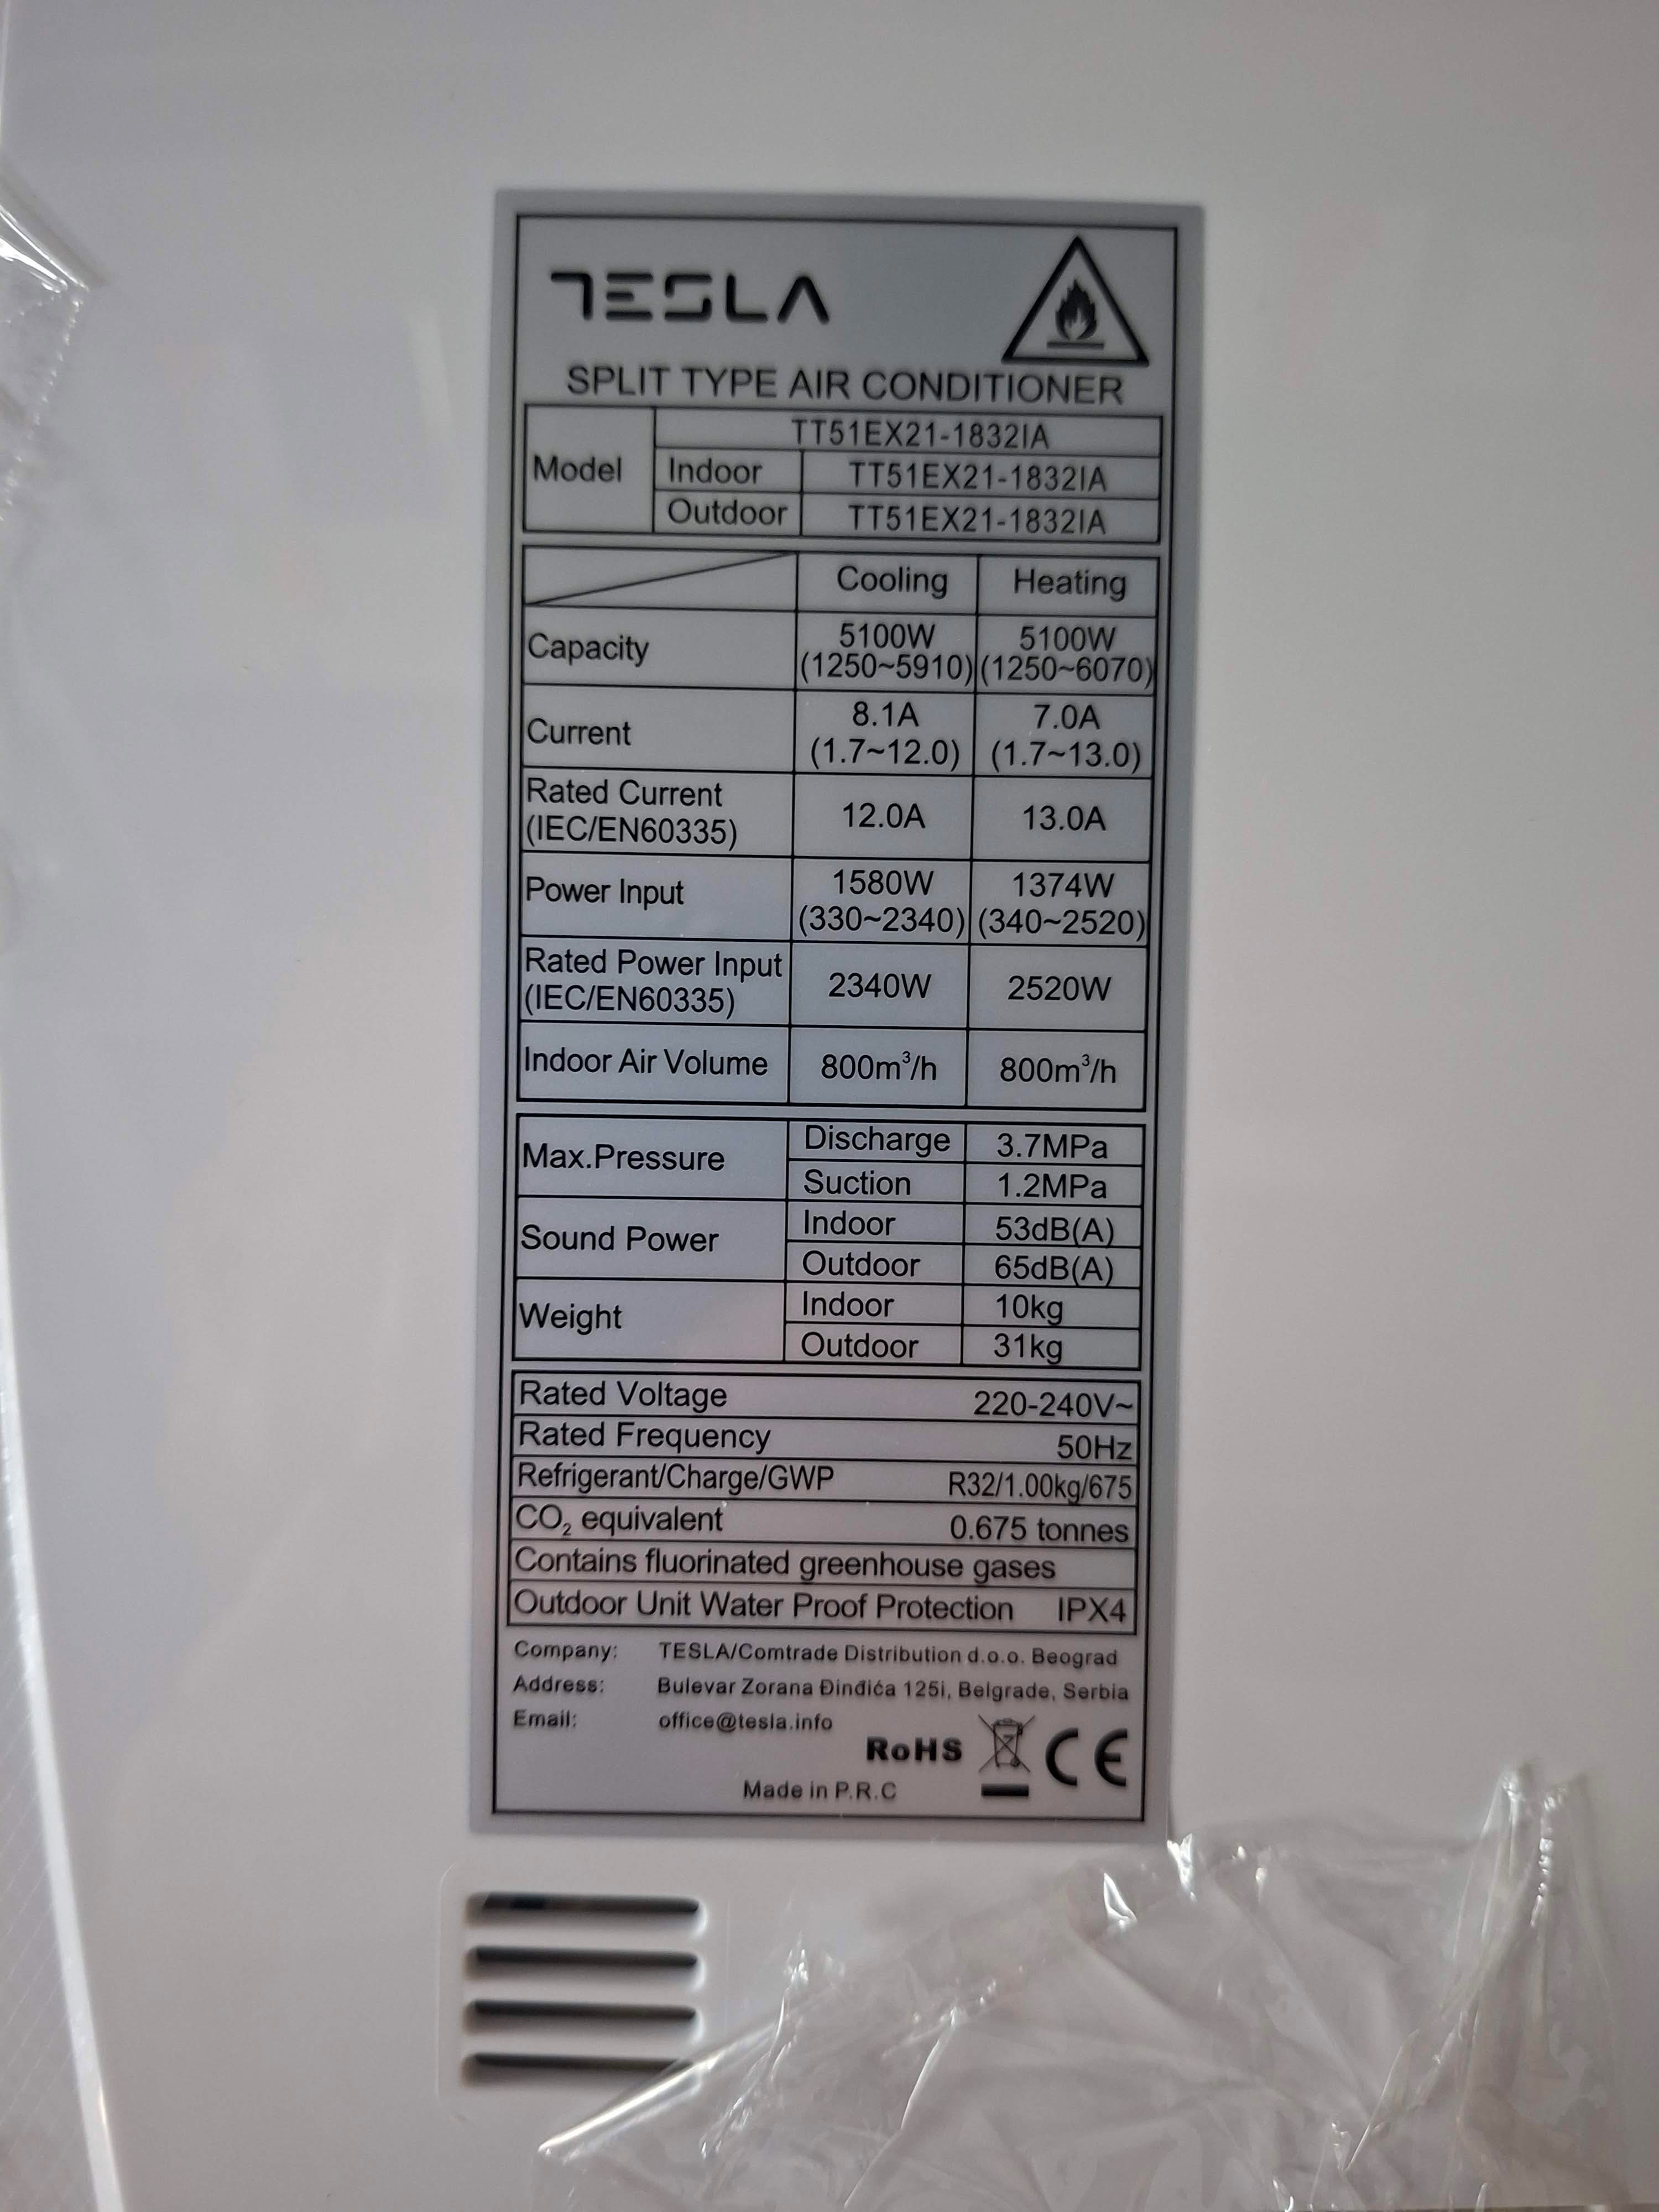 TESLA
SPLIT TYPE AIR CONDITIONER
Model TT51EX21-1832IA
Indoor TT51EX21-1832IA
Outdoor TT51EX21-1832IA
Cooling Heating
Capacity 5100W (1250~5910) 5100W (1250~6070)
Current 8.1A (1.7~12.0) 7.0A (1.7~13.0)
Rated Current (IEC/EN60335) 12.0A 13.0A
Power Input 1580W (330~2340) 1374W (340~2520)
Rated Power Input (IEC/EN60335) 2340W 2520W
Indoor Air Volume 800m³/h 800m³/h
Max.Pressure Discharge 3.7MPa
Suction 1.2MPa
Sound Power Indoor 53dB(A)
Outdoor 65dB(A)
Weight Indoor 10kg
Outdoor 31kg
Rated Voltage 220-240V~
Rated Frequency 50Hz
Refrigerant/Charge/GWP R32/1.00kg/675
CO₂ equivalent 0.675 tonnes
Contains fluorinated greenhouse gases
Outdoor Unit Water Proof Protection IPX4
Company: TESLA/Comtrade Distribution d.o.o. Beograd
Address: Bulevar Zorana Đinđića 125i, Belgrade, Serbia
Email: office@tesla.info
RoHS CE
Made in P.R.C